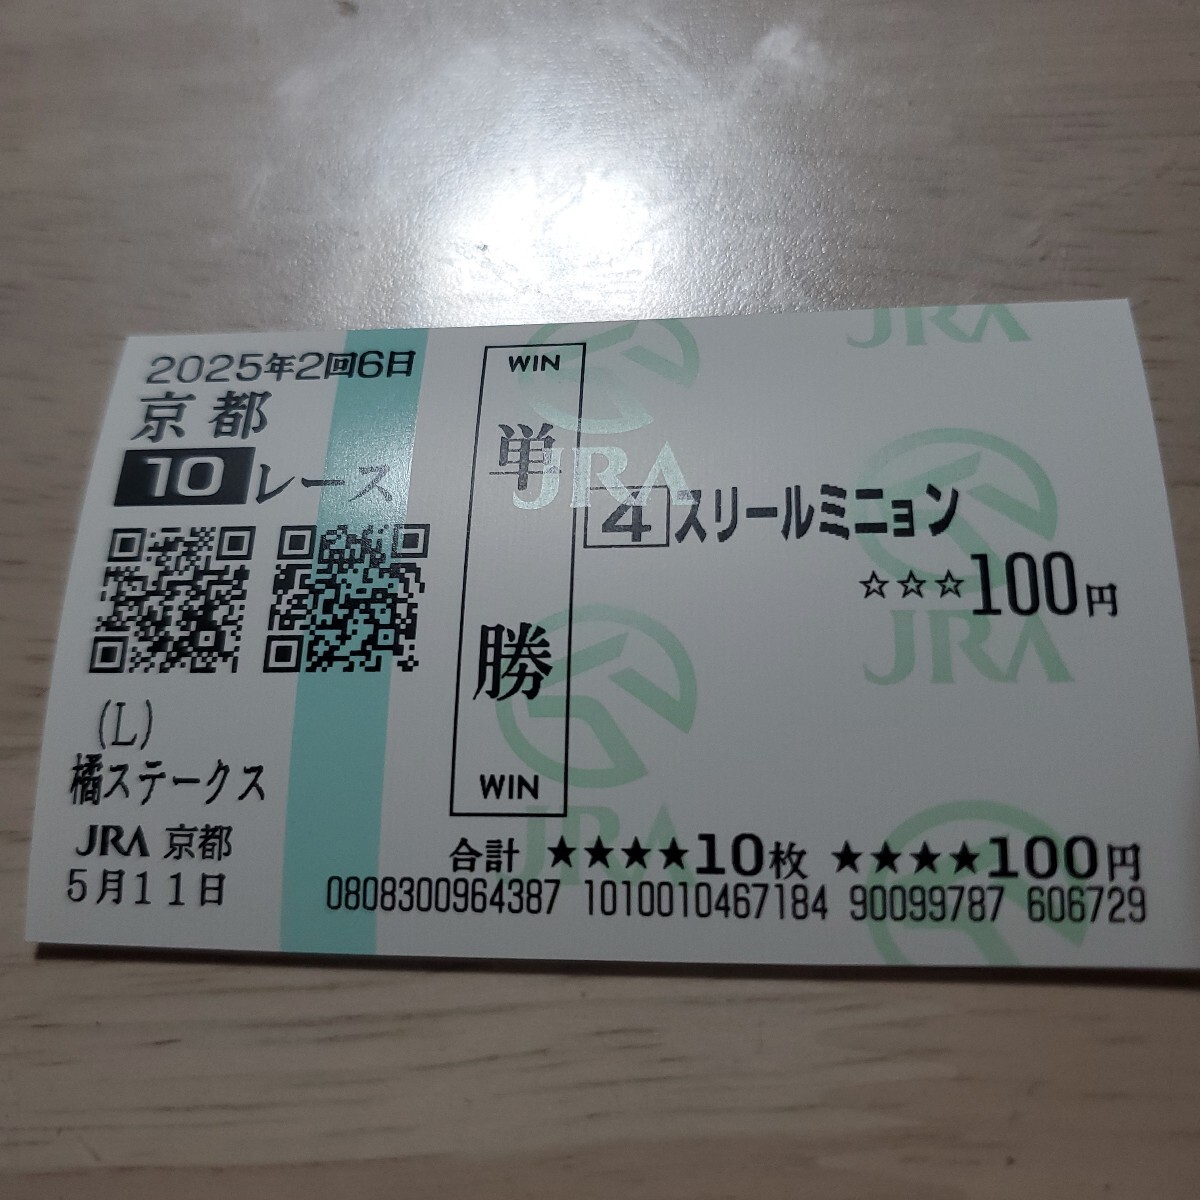 2025年2回6日
京都
10レース
(L)
橘ステークス
JRA 京都
5月11日
WIN
単勝
WIN
4 スリールミニョン
☆☆☆100円
合計 ★★★★10枚 ★★★★100円
0808300964387 1010010467184 90099787 606729
JRA
JRA
JRA
JRA